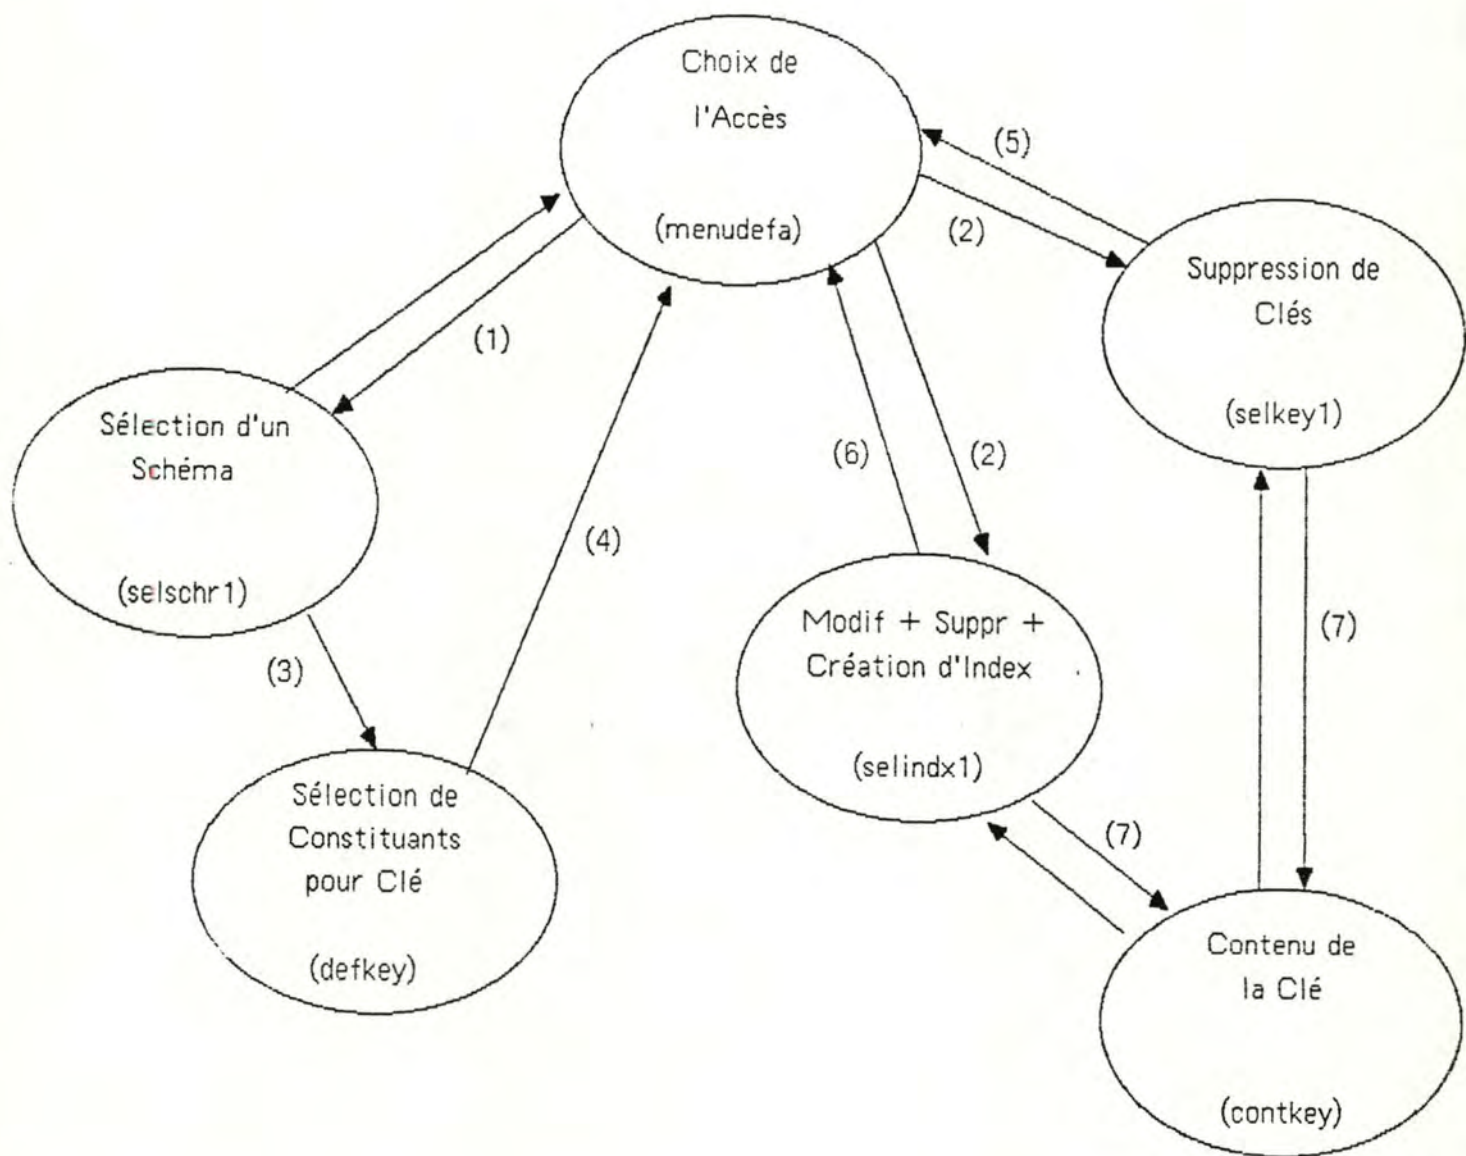 Choix de
l'Accès
(menudefa)
(5)
(2)
Suppression de
Clés
(selkey1)
(1)
Sélection d'un
Schéma
(selschr1)
(6)
(2)
(4)
(3)
Modif + Suppr +
Création d'Index
(selindx1)
(7)
Sélection de
Constituants
pour Clé
(defkey)
(7)
Contenu de
la Clé
(contkey)